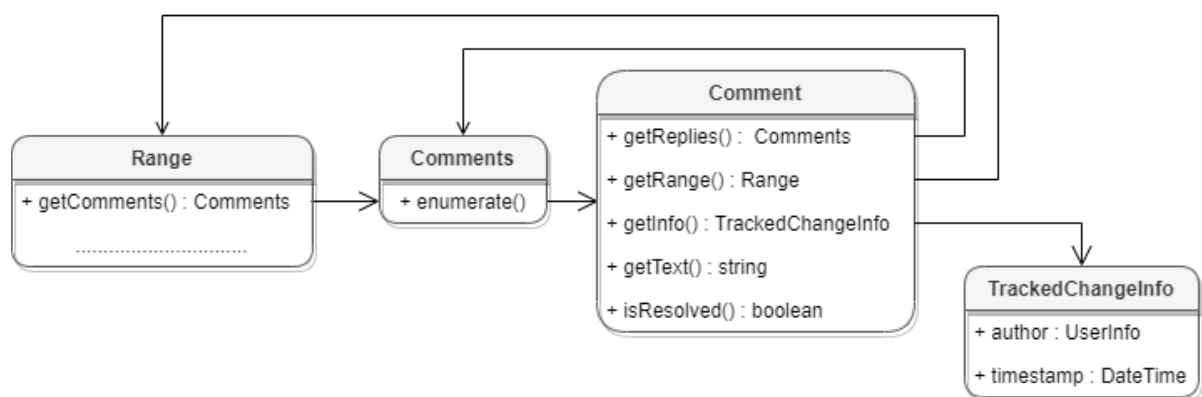 Range
+ getComments() : Comments
Comments
+ enumerate()
Comment
+ getReplies() :  Comments
+ getRange() : Range
+ getInfo() : TrackedChangeInfo
+ getText() : string
+ isResolved() : boolean
TrackedChangeInfo
+ author : UserInfo
+ timestamp : DateTime